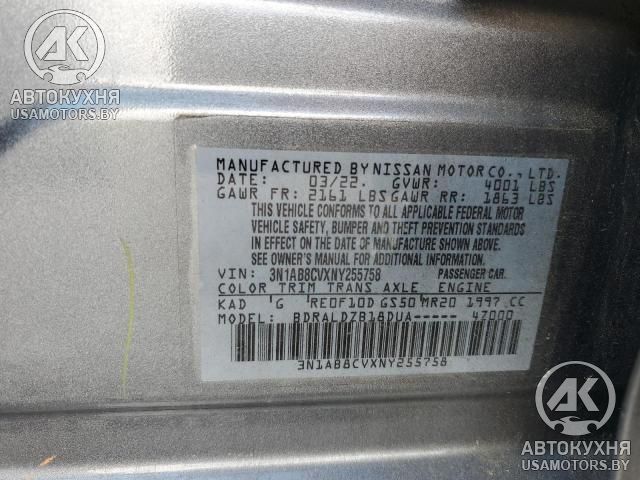 АК
АВТОКУХНЯ
USAMOTORS.BY
MANUFACTURED BY NISSAN MOTOR CO., LTD.
DATE: 03/22 GVWR: 4001 LBS
GAWR FR: 2161 LBS GAWR RR: 1863 LBS
THIS VEHICLE CONFORMS TO ALL APPLICABLE FEDERAL MOTOR
VEHICLE SAFETY, BUMPER AND THEFT PREVENTION STANDARDS
IN EFFECT ON THE DATE OF MANUFACTURE SHOWN ABOVE.
SEE OWNER'S MANUAL FOR ADDITIONAL INFORMATION.
VIN: 3N1AB8CVXNY255758 PASSENGER CAR
COLOR TRIM TRANS AXLE ENGINE
KAD G RE0F10D GS50 MR20 1997 CC
MODEL: BDRALDZB18DUA----- 4Z000
3N1AB8CVXNY255758
АК
АВТОКУХНЯ
USAMOTORS.BY